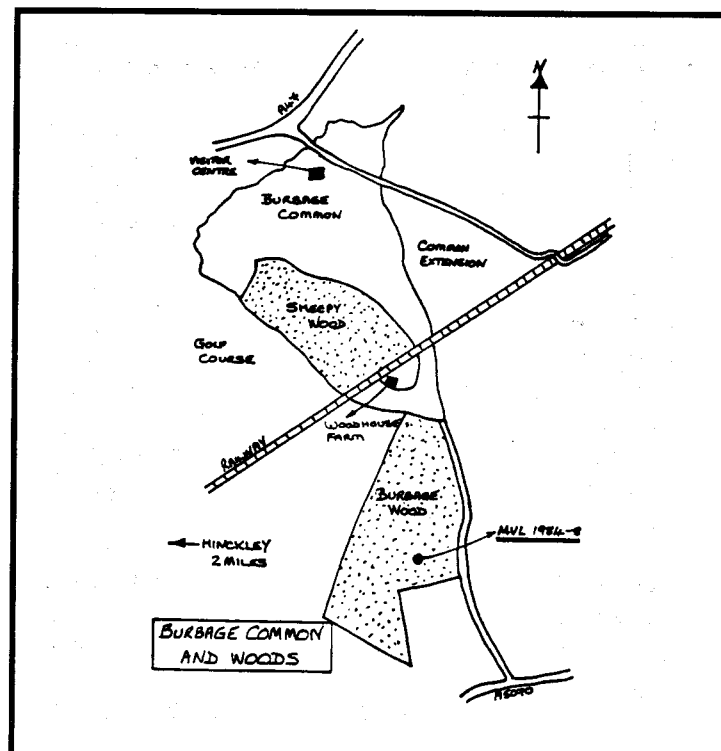 N
A47
VISITOR
CENTRE
BURBAGE
COMMON
COMMON
EXTENSION
SHEEPY
WOOD
GOLF
COURSE
WOODHOUSE
FARM
RAILWAY
BURBAGE
WOOD
MVL 1984-8
HINCKLEY
2 MILES
BURBAGE COMMON
AND WOODS